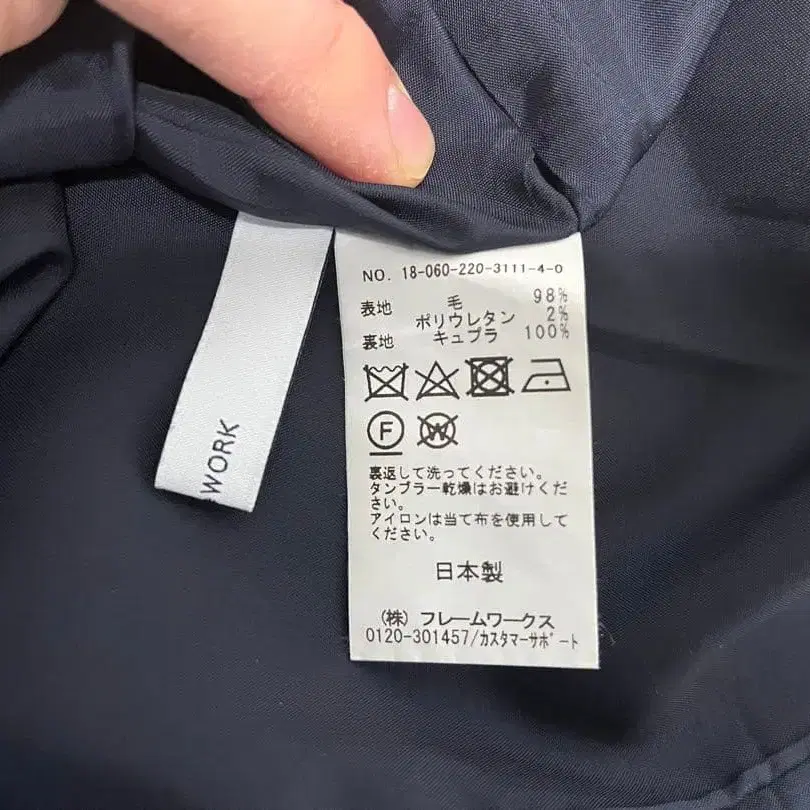 NO. 18-060-220-3111-4-0
表地 毛 98%
ポリウレタン 2%
裏地 キュプラ 100%
F W
裏返して洗ってください。
タンブラー乾燥はお避けくだ
さい。
アイロンは当て布を使用して
ください。
日本製
(株) フレームワークス
0120-301457/カスタマーサポート
WORK